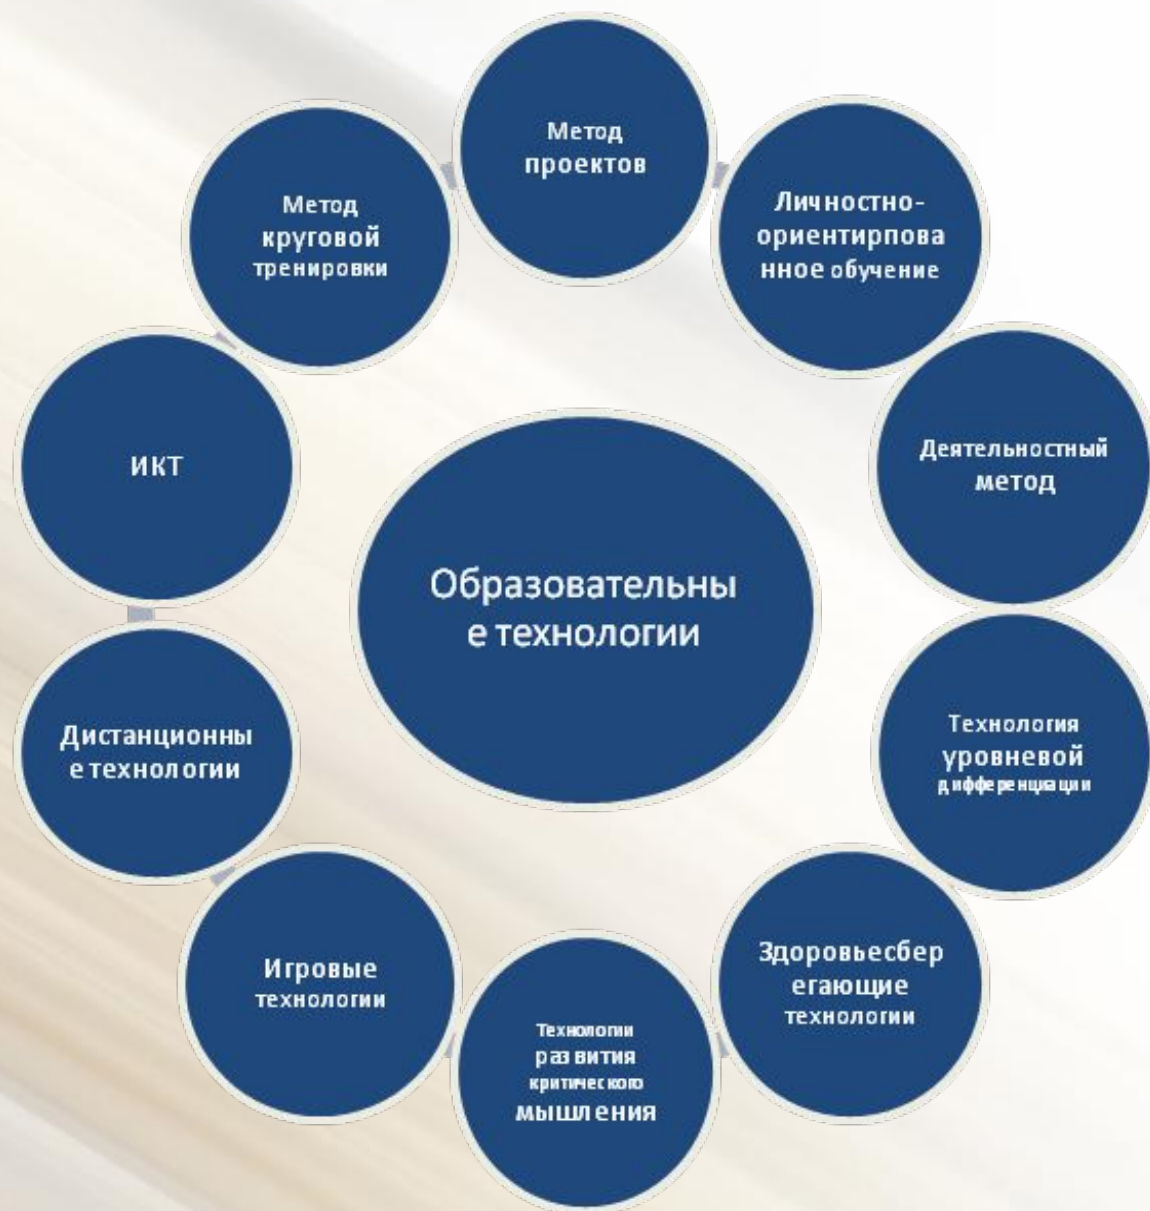 Метод
проектов
Личностно-
ориентирпова
нное обучение
Деятельностный
метод
Технология
уровневой
дифференциации
Здоровьесбер
егающие
технологии
Технологии
развития
критического
мышления
Игровые
технологии
Дистанционны
е технологии
ИКТ
Метод
круговой
тренировки
Образовательны
е технологии